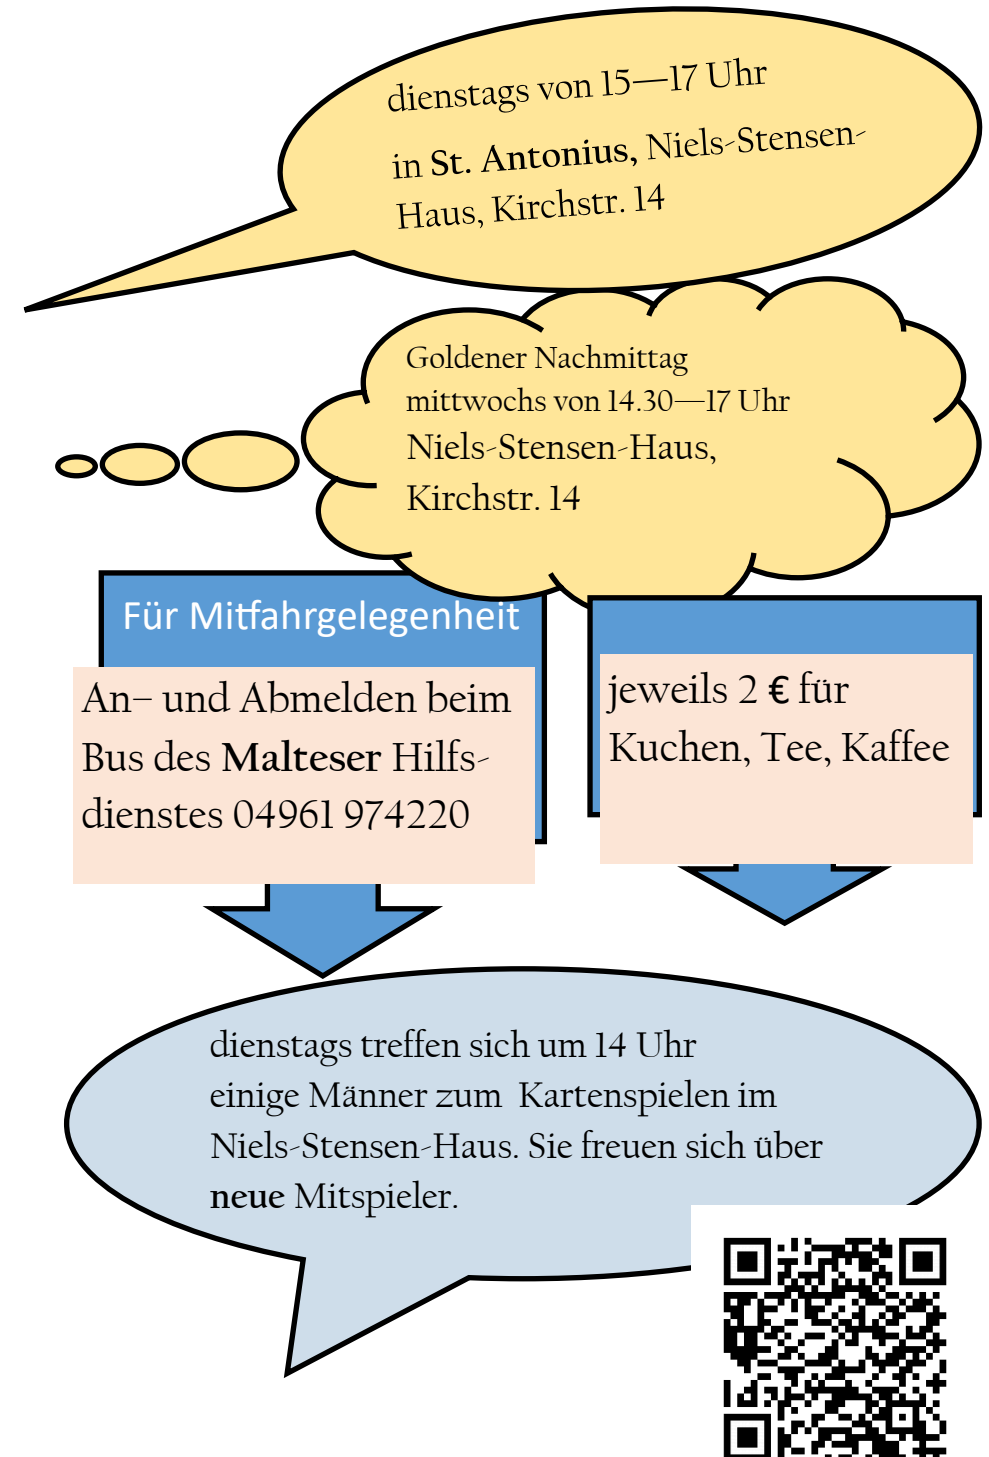 dienstags von 15—17 Uhr
in St. Antonius, Niels-Stensen-
Haus, Kirchstr. 14
Goldener Nachmittag
mittwochs von 14.30—17 Uhr
Niels-Stensen-Haus,
Kirchstr. 14
Für Mitfahrgelegenheit
An– und Abmelden beim
Bus des Malteser Hilfs-
dienstes 04961 974220
jeweils 2 € für
Kuchen, Tee, Kaffee
dienstags treffen sich um 14 Uhr
einige Männer zum Kartenspielen im
Niels-Stensen-Haus. Sie freuen sich über
neue Mitspieler.